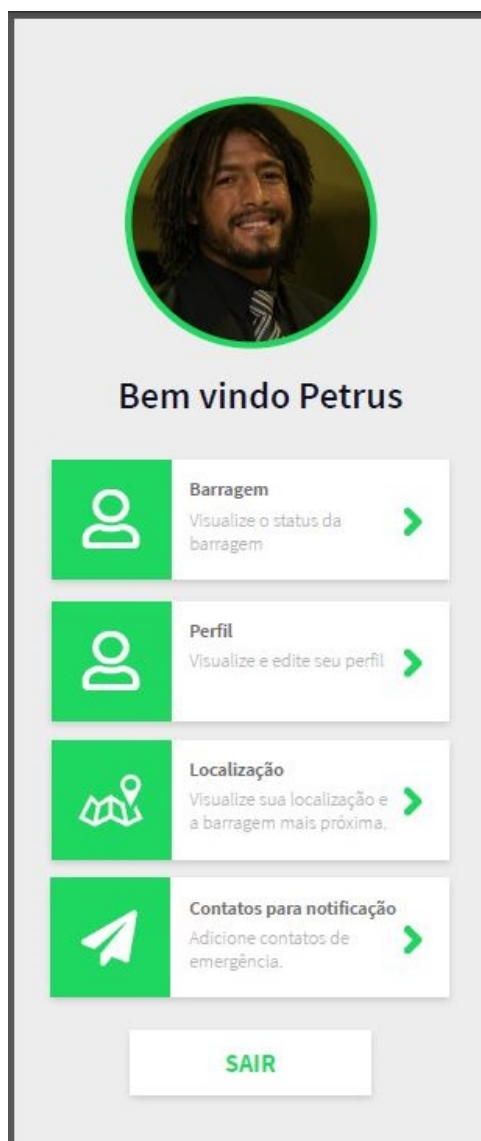 Bem vindo Petrus
Barragem
Visualize o status da
barragem
Perfil
Visualize e edite seu perfil
Localização
Visualize sua localização e
a barragem mais próxima.
Contatos para notificação
Adicione contatos de
emergência.
SAIR